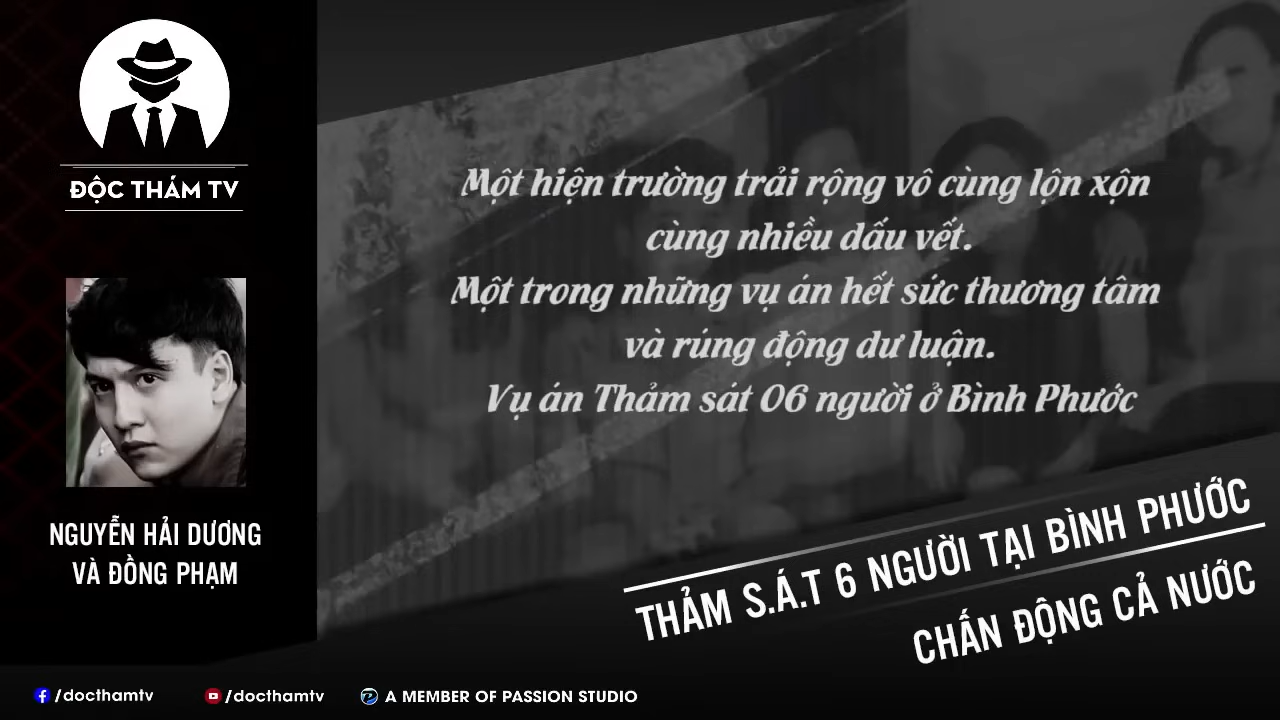 ĐỘC THÁM TV
NGUYỄN HẢI DƯƠNG
VÀ ĐỒNG PHẠM
Một hiện trường trải rộng vô cùng lộn xộn
cùng nhiều dấu vết.
Một trong những vụ án hết sức thương tâm
và rúng động dư luận.
Vụ án Thảm sát 06 người ở Bình Phước
THẢM S.Á.T 6 NGƯỜI TẠI BÌNH PHƯỚC
CHẤN ĐỘNG CẢ NƯỚC
/docthamtv
/docthamtv
A MEMBER OF PASSION STUDIO